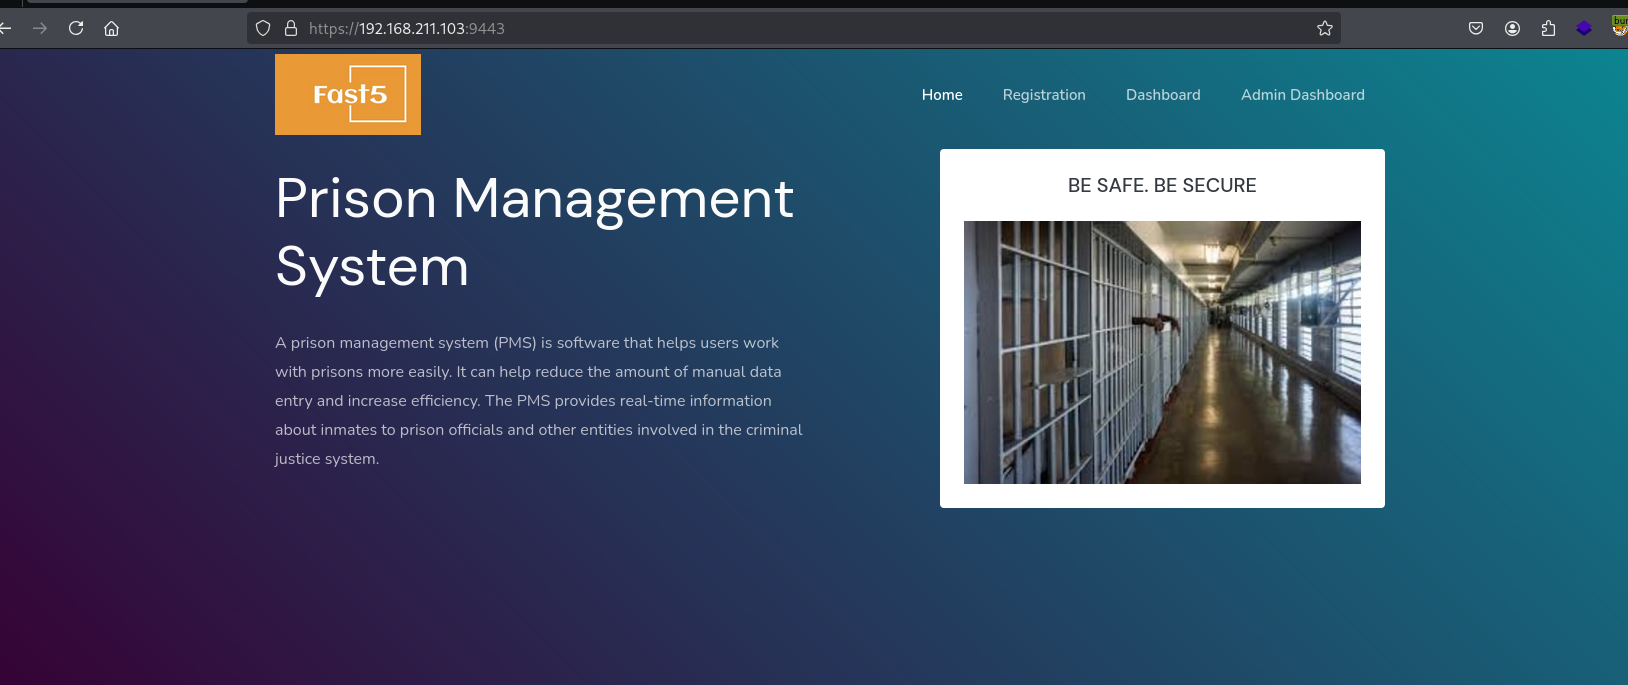 https://192.168.211.103:9443
Fast5
Home Registration Dashboard Admin Dashboard
Prison Management
System
BE SAFE. BE SECURE
A prison management system (PMS) is software that helps users work
with prisons more easily. It can help reduce the amount of manual data
entry and increase efficiency. The PMS provides real-time information
about inmates to prison officials and other entities involved in the criminal
justice system.